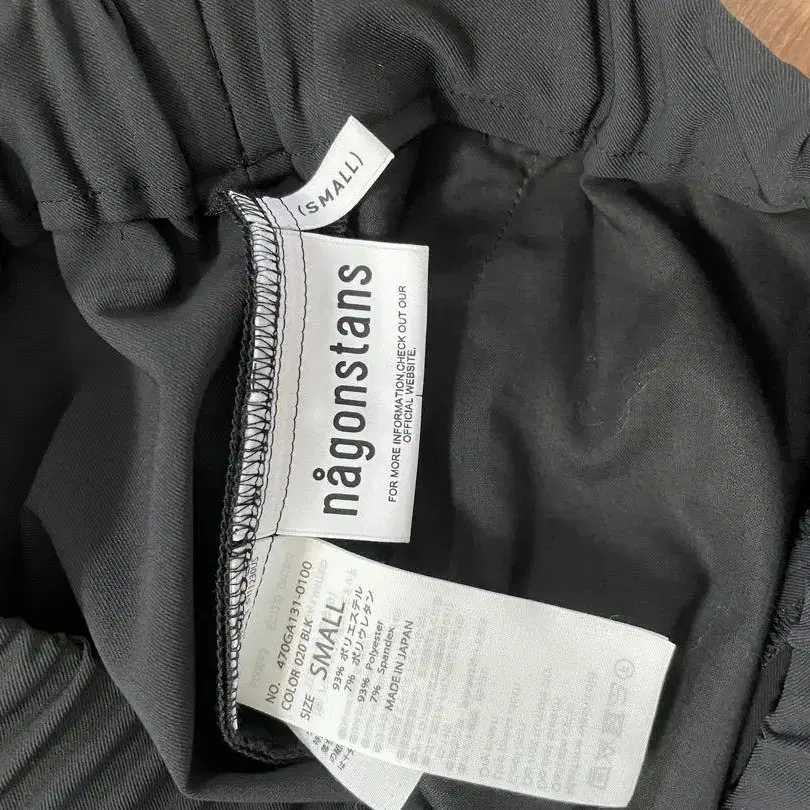 (SMALL)
någonstans
FOR MORE INFORMATION,CHECK OUT OUR
OFFICIAL WEBSITE.
NO. 470GA131-0100
COLOR 020 BLK
SIZE SMALL
93% ポリエステル
7% ポリウレタン
93% Polyester
7% Spandex
MADE IN JAPAN